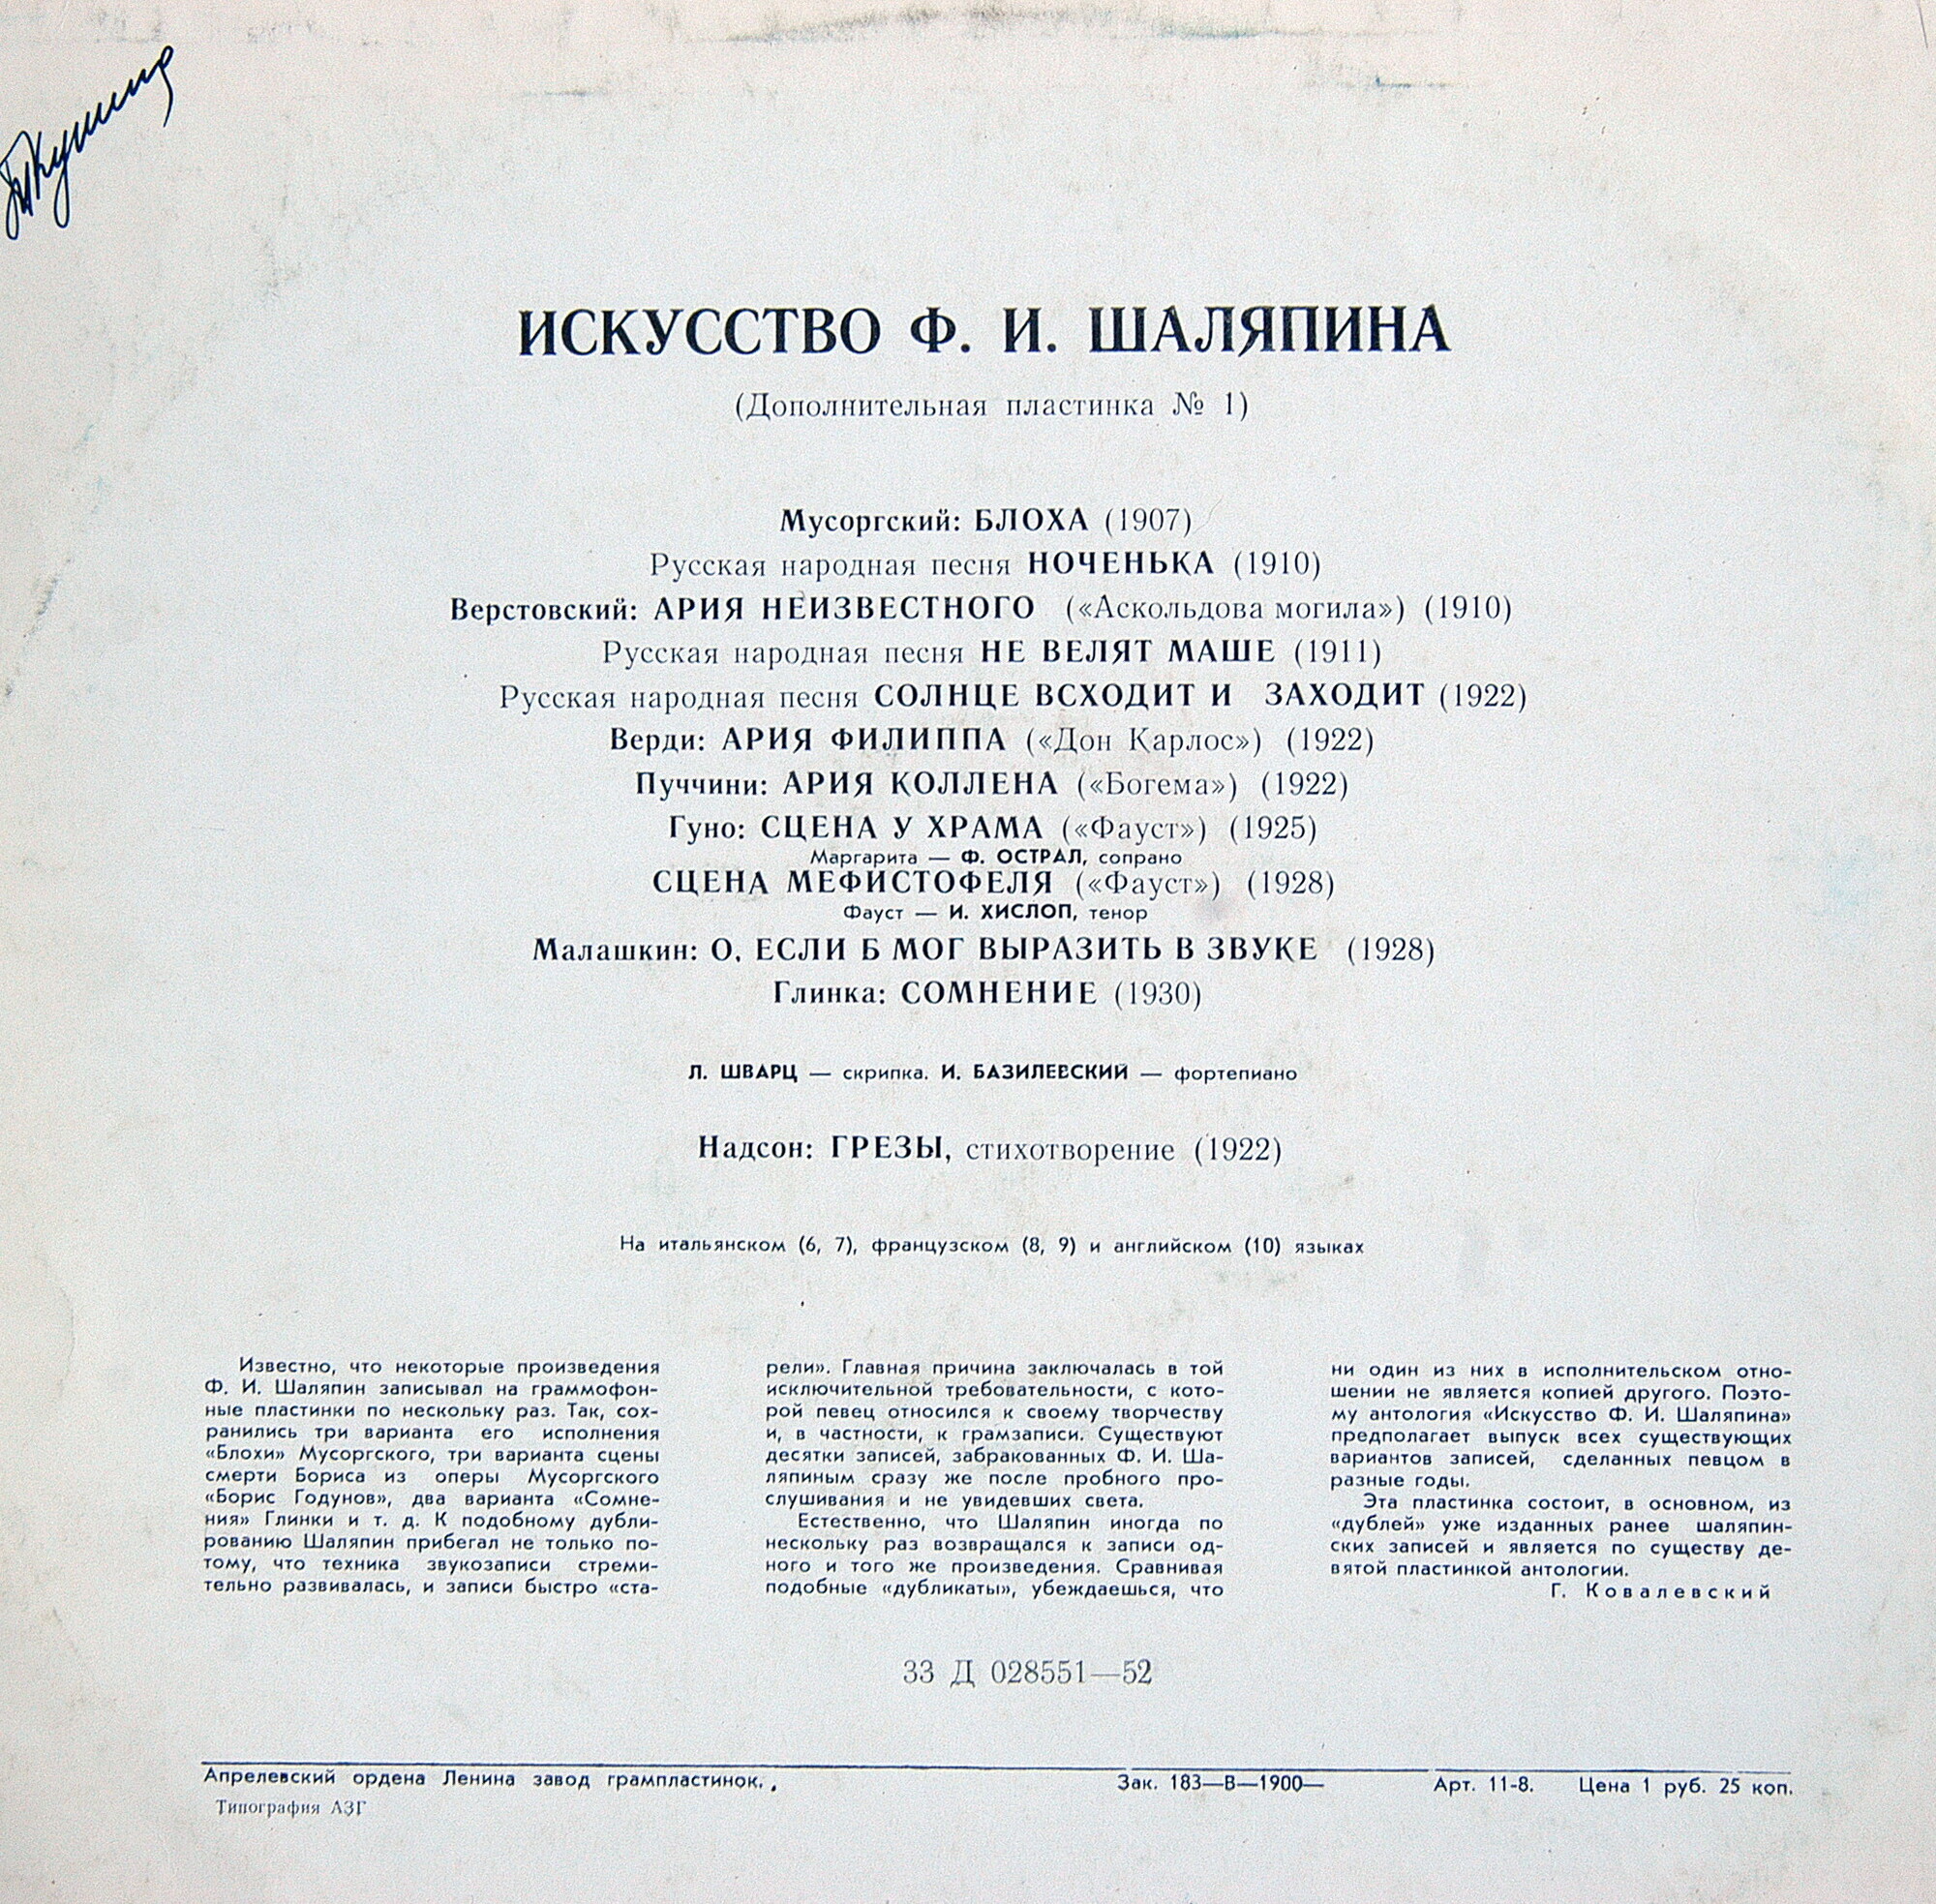 ИСКУССТВО Ф. И. ШАЛЯПИНА
(Дополнительная пластинка № 1)
Мусоргский: БЛОХА (1907)
Русская народная песня НОЧЕНЬКА (1910)
Верстовский: АРИЯ НЕИЗВЕСТНОГО («Аскольдова могила») (1910)
Русская народная песня НЕ ВЕЛЯТ МАШЕ (1911)
Русская народная песня СОЛНЦЕ ВСХОДИТ И ЗАХОДИТ (1922)
Верди: АРИЯ ФИЛИППА («Дон Карлос») (1922)
Пуччини: АРИЯ КОЛЛЕНА («Богема») (1922)
Гуно: СЦЕНА У ХРАМА («Фауст») (1925)
Маргарита — Ф. ОСТРАЛ, сопрано
СЦЕНА МЕФИСТОФЕЛЯ («Фауст») (1928)
Фауст — И. ХИСЛОП, тенор
Малашкин: О, ЕСЛИ Б МОГ ВЫРАЗИТЬ В ЗВУКЕ (1928)
Глинка: СОМНЕНИЕ (1930)
Л. ШВАРЦ — скрипка. И. БАЗИЛЕВСКИЙ — фортепиано
Надсон: ГРЕЗЫ, стихотворение (1922)
На итальянском (6, 7), французском (8, 9) и английском (10) языках
Известно, что некоторые произведения
Ф. И. Шаляпин записывал на граммофон-
ные пластинки по нескольку раз. Так, сох-
ранились три варианта его исполнения
«Блохи» Мусоргского, три варианта сцены
смерти Бориса из оперы Мусоргского
«Борис Годунов», два варианта «Сомне-
ния» Глинки и т. д. К подобному дубли-
рованию Шаляпин прибегал не только по-
тому, что техника звукозаписи стреми-
тельно развивалась, и записи быстро «ста-
рели». Главная причина заключалась в той
исключительной требовательности, с кото-
рой певец относился к своему творчеству
и, в частности, к грамзаписи. Существуют
десятки записей, забракованных Ф. И. Ша-
ляпиным сразу же после пробного про-
слушивания и не увидевших света.
Естественно, что Шаляпин иногда по
нескольку раз возвращался к записи од-
ного и того же произведения. Сравнивая
подобные «дубликаты», убеждаешься, что
ни один из них в исполнительском отно-
шении не является копией другого. Поэто-
му антология «Искусство Ф. И. Шаляпина»
предполагает выпуск всех существующих
вариантов записей, сделанных певцом в
разные годы.
Эта пластинка состоит, в основном, из
«дублей» уже изданных ранее шаляпин-
ских записей и является по существу де-
вятой пластинкой антологии.
Г. Ковалевский
33 Д 028551—52
Апрелевский ордена Ленина завод грампластинок. Зак. 183—В—1900— Арт. 11-8. Цена 1 руб. 25 коп.
Типография АЗГ